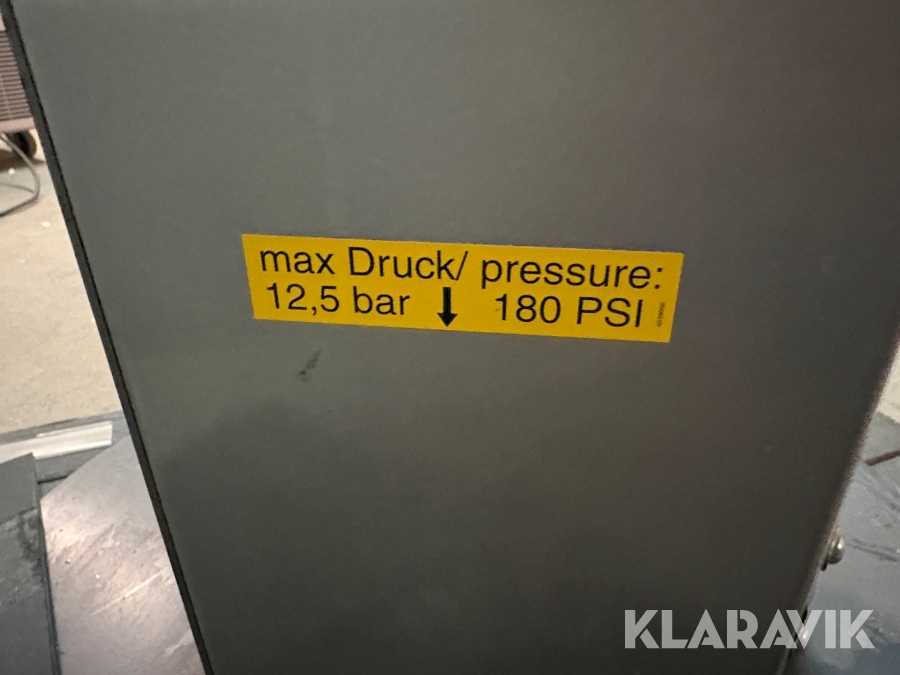 max Druck/ pressure:
12,5 bar ↓ 180 PSI
KLARAVIK